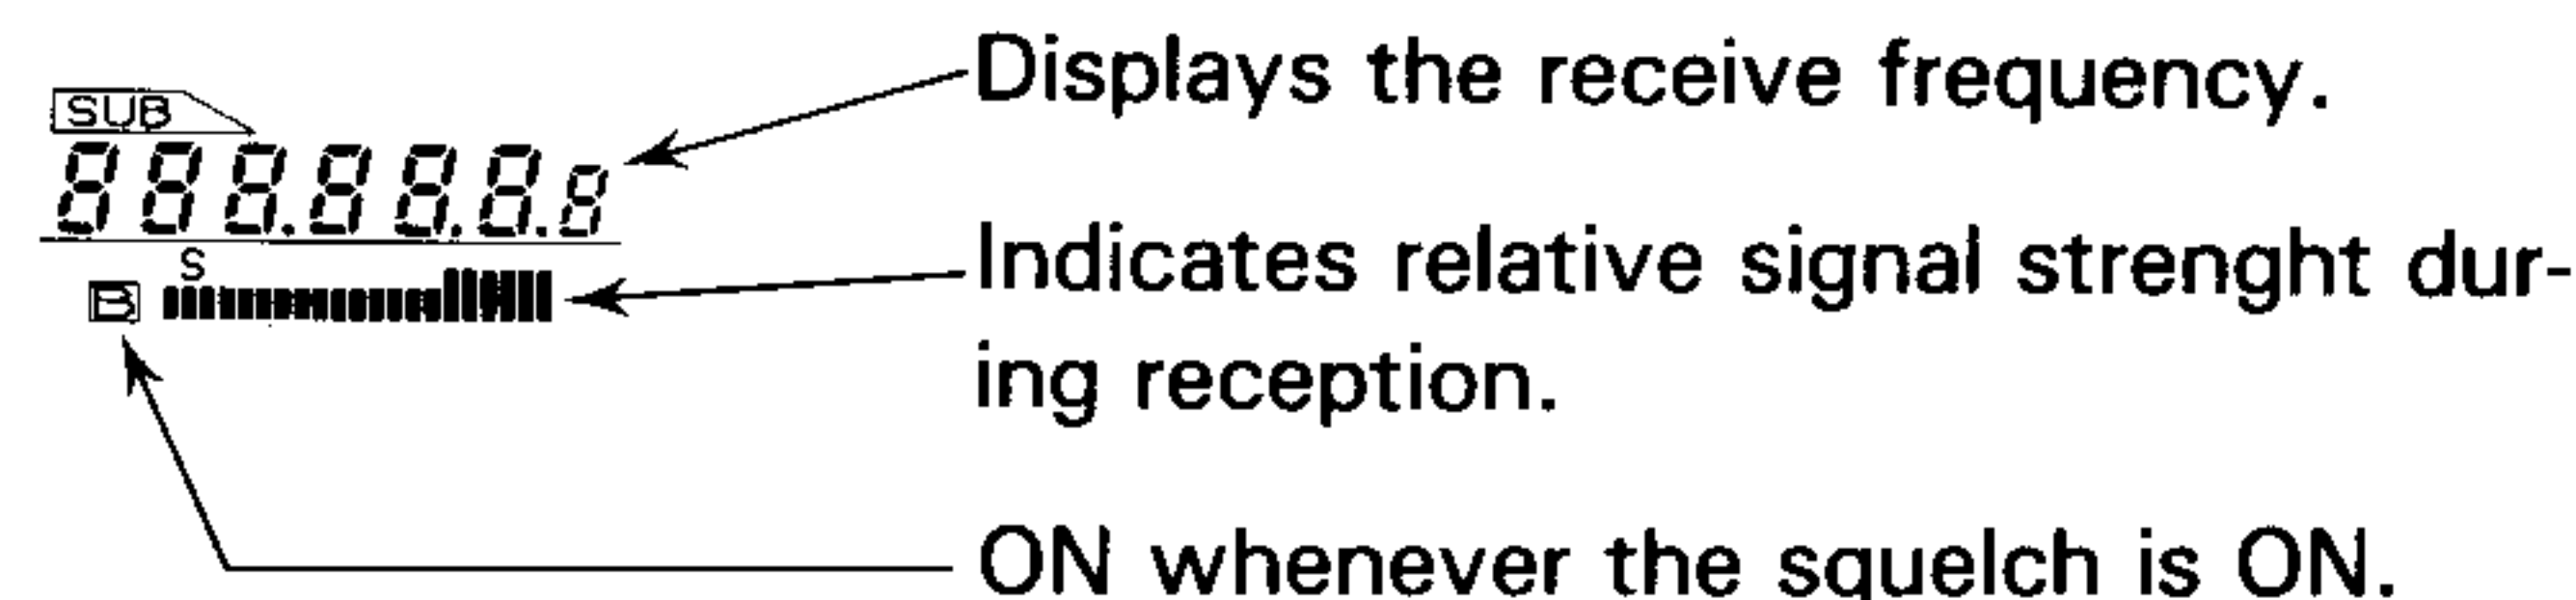 Displays the receive frequency.
SUB
888.88.8.8
Indicates relative signal strenght dur-
S
B
ing reception.
ON whenever the squelch is ON.